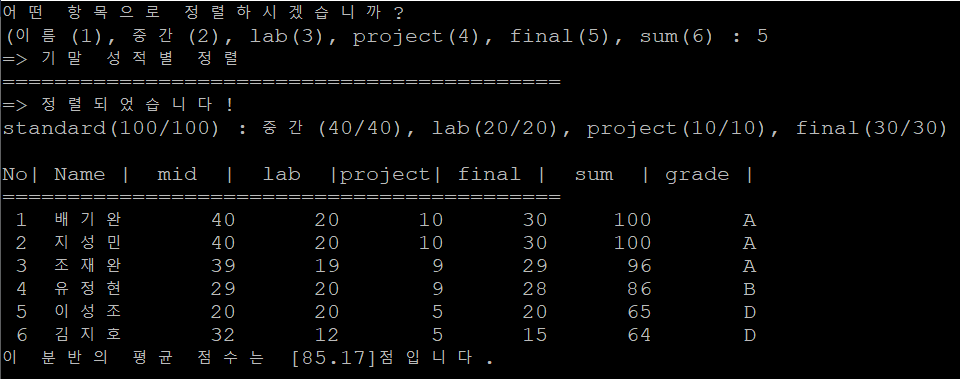 어떤 항목으로 정렬하시겠습니까?
(이름(1), 중간(2), lab(3), project(4), final(5), sum(6) : 5
=> 기말 성적별 정렬
===========================================
=> 정렬되었습니다!
standard(100/100) : 중간(40/40), lab(20/20), project(10/10), final(30/30)
No| Name |  mid  |  lab  |project| final |  sum  | grade |
===========================================
1 배기완 40 20 10 30 100 A
2 지성민 40 20 10 30 100 A
3 조재완 39 19 9 29 96 A
4 유정현 29 20 9 28 86 B
5 이성조 20 20 5 20 65 D
6 김지호 32 12 5 15 64 D
이 분반의 평균 점수는 [85.17]점입니다.